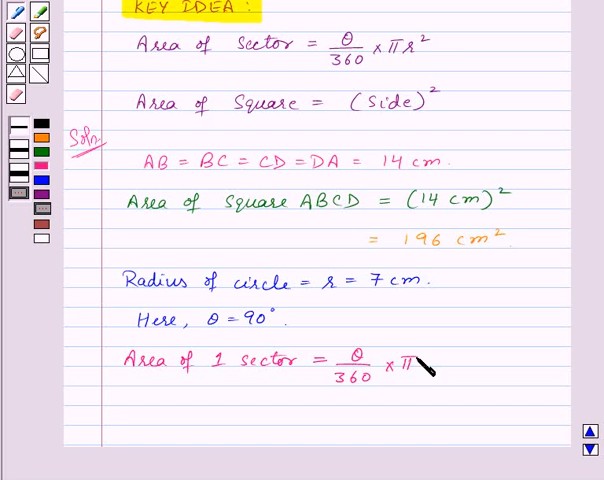 KEY IDEA :
Area of sector = θ/360 × πr²
Area of Square = (Side)²
Soln
AB = BC = CD = DA = 14 cm.
Area of square ABCD = (14 cm)²
= 196 cm².
Radius of circle = r = 7 cm.
Here, θ = 90°.
Area of 1 sector = θ/360 × π